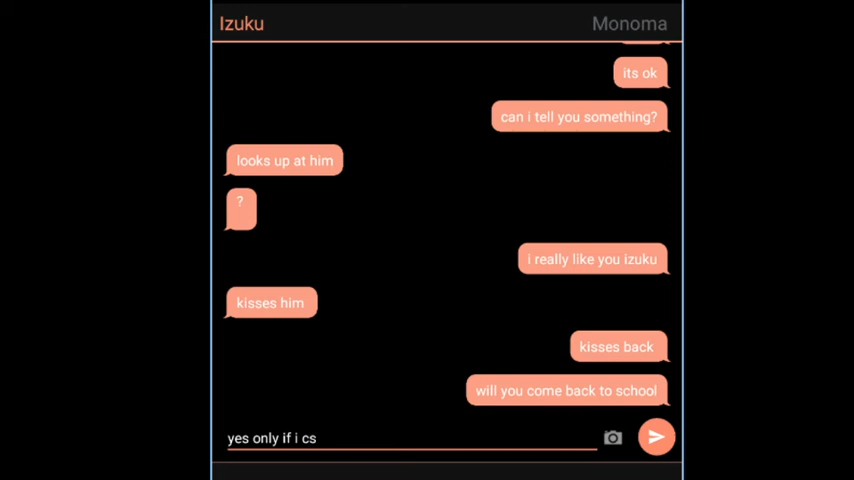 Izuku
Monoma
its ok
can i tell you something?
looks up at him
?
i really like you izuku
kisses him
kisses back
will you come back to school
yes only if i cs